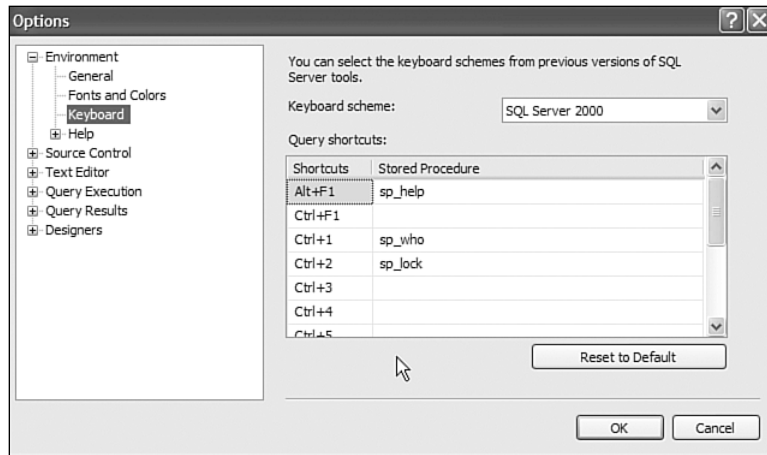 Options
Environment
General
Fonts and Colors
Keyboard
Help
Source Control
Text Editor
Query Execution
Query Results
Designers
You can select the keyboard schemes from previous versions of SQL
Server tools.
Keyboard scheme:
SQL Server 2000
Query shortcuts:
Shortcuts Stored Procedure
Alt+F1 sp_help
Ctrl+F1
Ctrl+1 sp_who
Ctrl+2 sp_lock
Ctrl+3
Ctrl+4
Ctrl+5
Reset to Default
OK Cancel